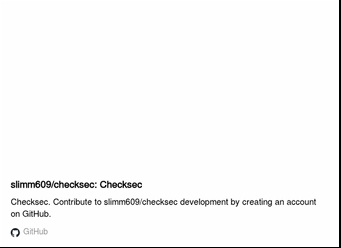 slimm609/checksec: Checksec
Checksec. Contribute to slimm609/checksec development by creating an account
on GitHub.
GitHub